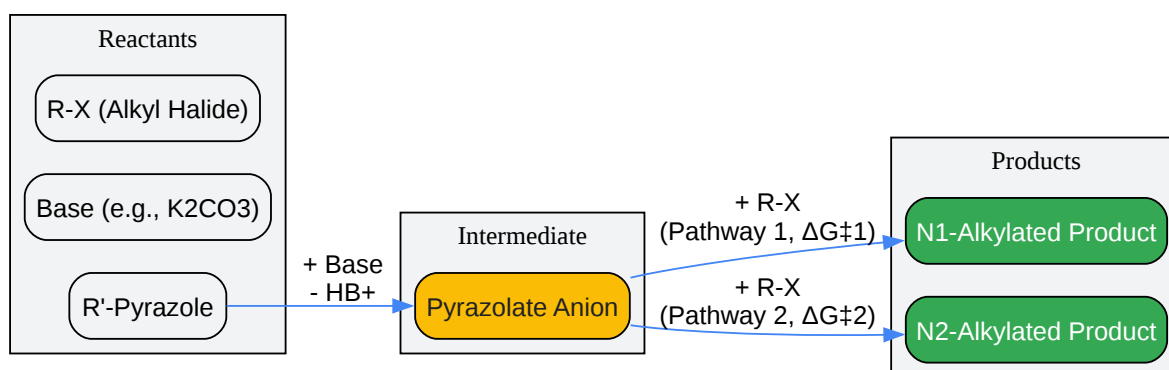 Reactants
R-X (Alkyl Halide)
Base (e.g., K2CO3)
R'-Pyrazole
+ Base
- HB+
Intermediate
Pyrazolate Anion
+ R-X
(Pathway 1, ΔG‡1)
+ R-X
(Pathway 2, ΔG‡2)
Products
N1-Alkylated Product
N2-Alkylated Product